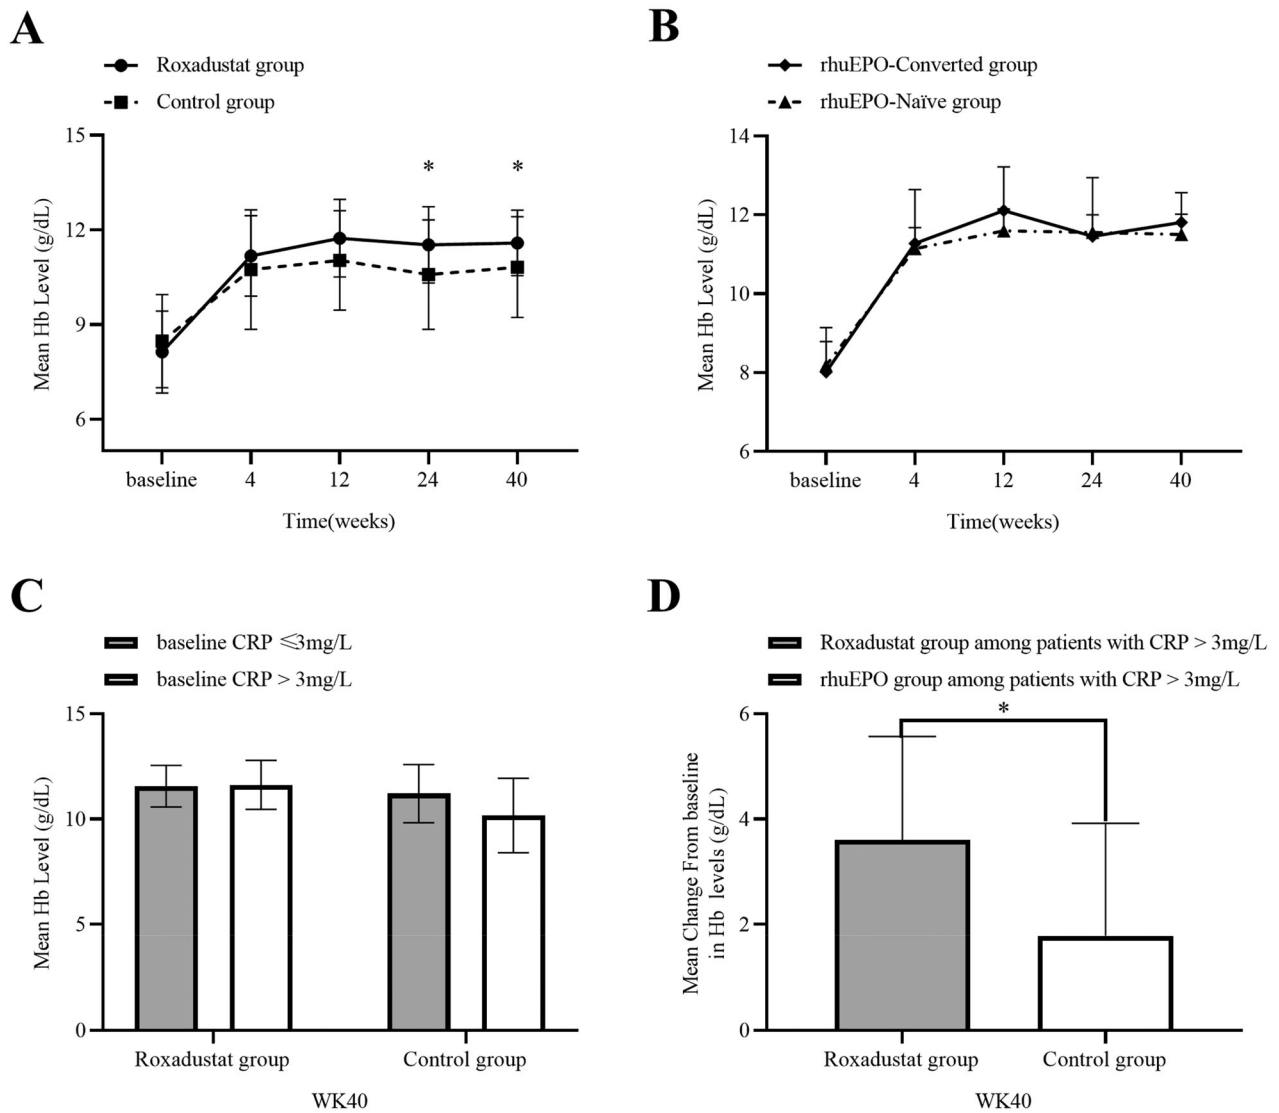 A
Roxadustat group
Control group
15
12
9
6
Mean Hb Level (g/dL)
*
*
baseline 4 12 24 40
Time(weeks)
B
rhuEPO-Converted group
rhuEPO-Naïve group
14
12
10
8
6
Mean Hb Level (g/dL)
baseline 4 12 24 40
Time(weeks)
C
baseline CRP ≤3mg/L
baseline CRP > 3mg/L
15
10
5
0
Mean Hb Level (g/dL)
Roxadustat group Control group
WK40
D
Roxadustat group among patients with CRP > 3mg/L
rhuEPO group among patients with CRP > 3mg/L
*
6
4
2
0
Mean Change From baseline
in Hb levels (g/dL)
Roxadustat group Control group
WK40